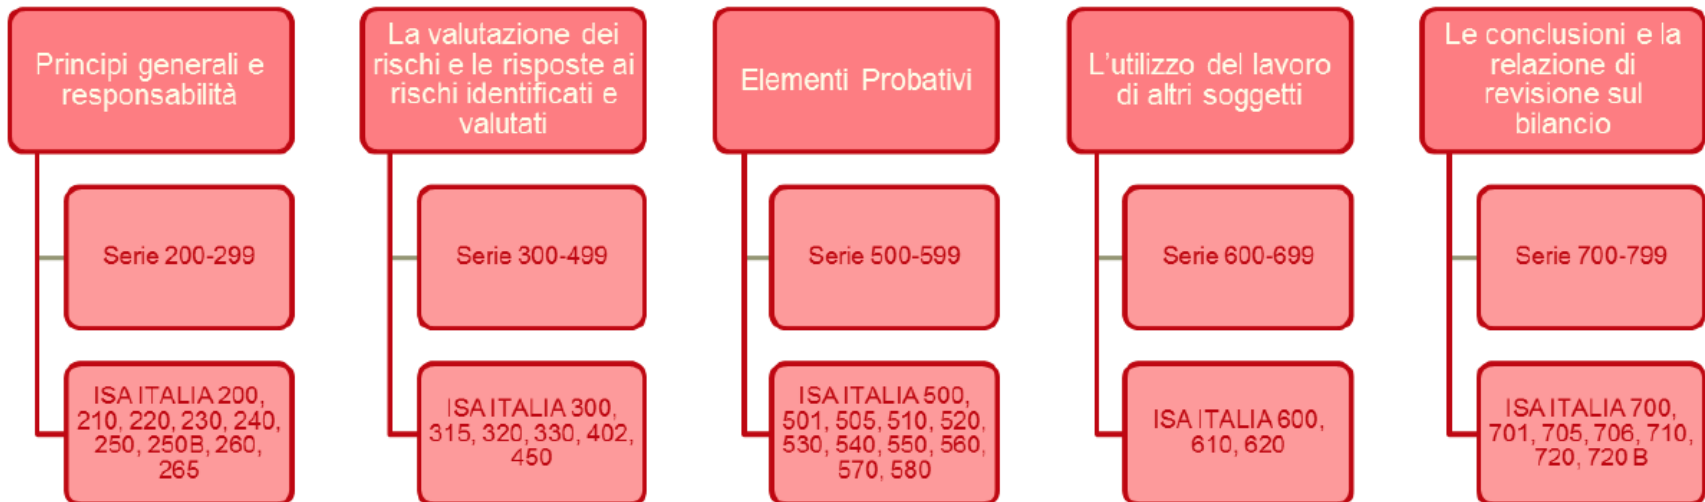 Principi generali e
responsabilità
Serie 200-299
ISA ITALIA 200,
210, 220, 230, 240,
250, 250B, 260,
265
La valutazione dei
rischi e le risposte ai
rischi identificati e
valutati
Serie 300-499
ISA ITALIA 300,
315, 320, 330, 402,
450
Elementi Probativi
Serie 500-599
ISA ITALIA 500,
501, 505, 510, 520,
530, 540, 550, 560,
570, 580
L'utilizzo del lavoro
di altri soggetti
Serie 600-699
ISA ITALIA 600,
610, 620
Le conclusioni e la
relazione di
revisione sul
bilancio
Serie 700-799
ISA ITALIA 700,
701, 705, 706, 710,
720, 720 B